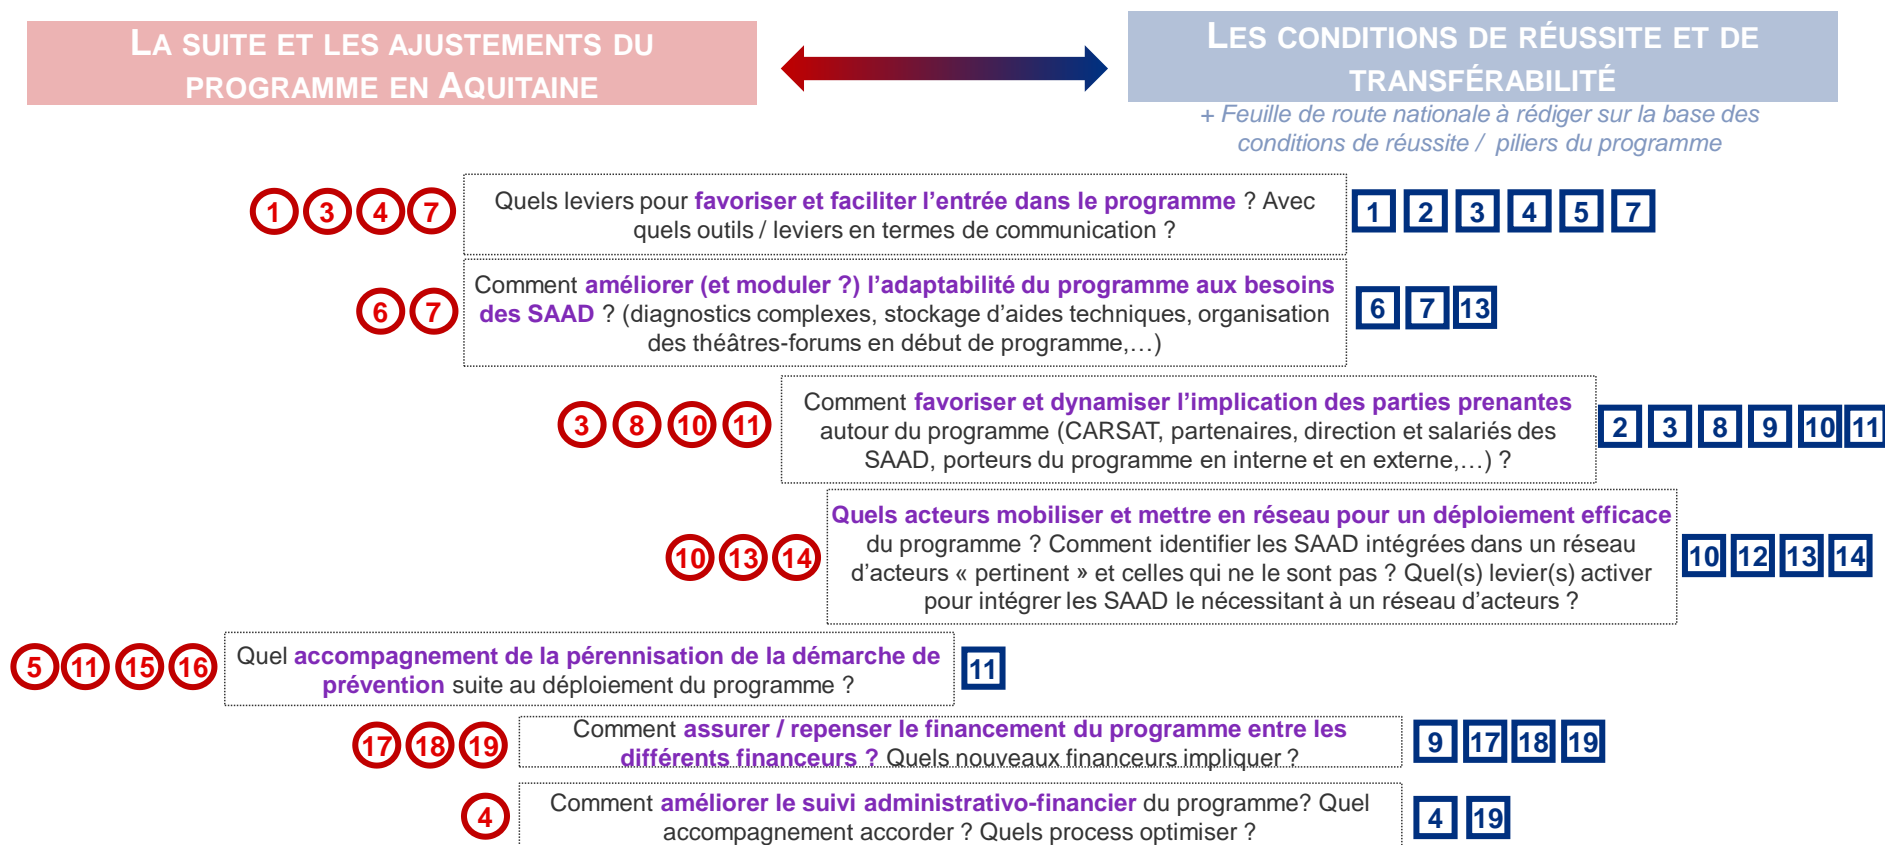 LA SUITE ET LES AJUSTEMENTS DU
PROGRAMME EN AQUITAINE
LES CONDITIONS DE RÉUSSITE ET DE
TRANSFÉRABILITÉ
+ Feuille de route nationale à rédiger sur la base des
conditions de réussite / piliers du programme
1 3 4 7
Quels leviers pour favoriser et faciliter l’entrée dans le programme ? Avec
quels outils / leviers en termes de communication ?
1 2 3 4 5 7
6 7
Comment améliorer (et moduler ?) l’adaptabilité du programme aux besoins
des SAAD ? (diagnostics complexes, stockage d’aides techniques, organisation
des théâtres-forums en début de programme,…)
6 7 13
3 8 10 11
Comment favoriser et dynamiser l’implication des parties prenantes
autour du programme (CARSAT, partenaires, direction et salariés des
SAAD, porteurs du programme en interne et en externe,…) ?
2 3 8 9 10 11
10 13 14
Quels acteurs mobiliser et mettre en réseau pour un déploiement efficace
du programme ? Comment identifier les SAAD intégrées dans un réseau
d’acteurs « pertinent » et celles qui ne le sont pas ? Quel(s) levier(s) activer
pour intégrer les SAAD le nécessitant à un réseau d’acteurs ?
10 12 13 14
5 11 15 16
Quel accompagnement de la pérennisation de la démarche de
prévention suite au déploiement du programme ?
11
17 18 19
Comment assurer / repenser le financement du programme entre les
différents financeurs ? Quels nouveaux financeurs impliquer ?
9 17 18 19
4
Comment améliorer le suivi administrativo-financier du programme? Quel
accompagnement accorder ? Quels process optimiser ?
4 19